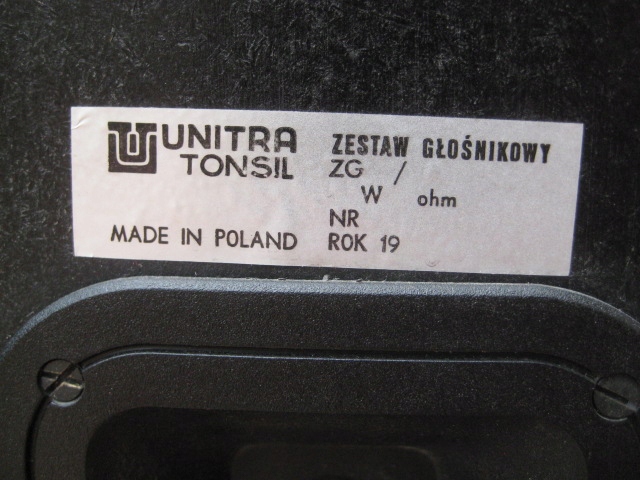 UNITRA
TONSIL
MADE IN POLAND
ZESTAW GŁOŚNIKOWY
ZG /
W ohm
NR
ROK 19